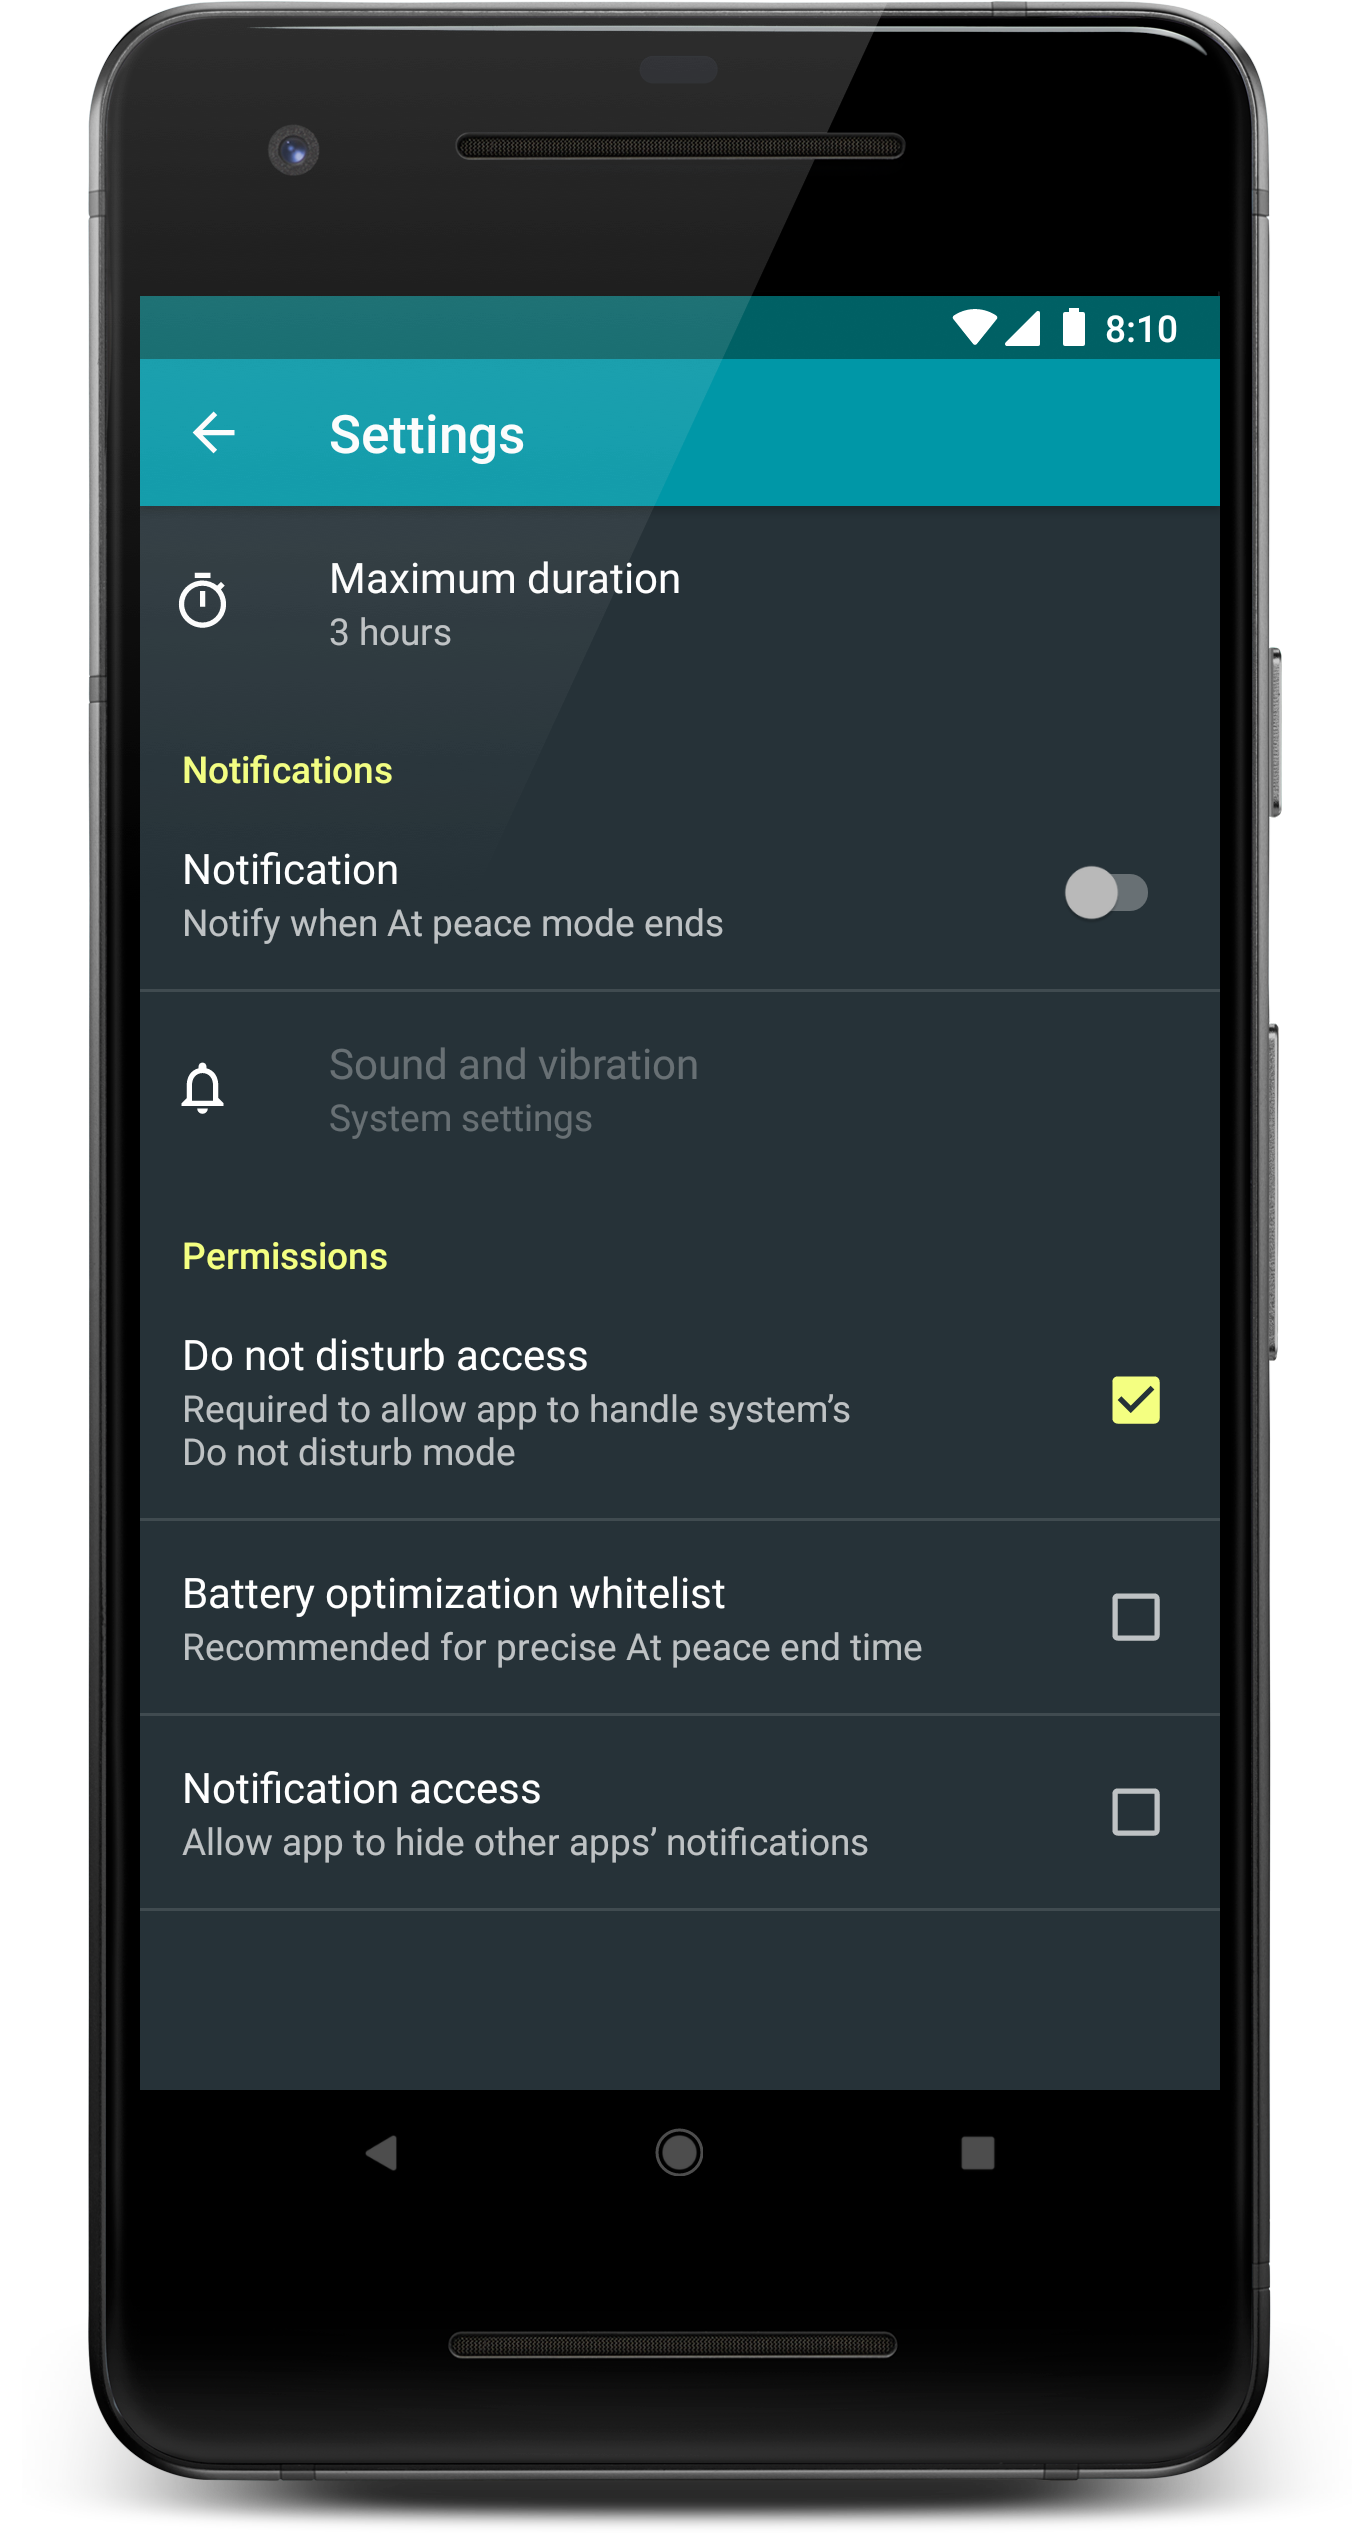 8:10
Settings
Maximum duration
3 hours
Notifications
Notification
Notify when At peace mode ends
Sound and vibration
System settings
Permissions
Do not disturb access
Required to allow app to handle system’s
Do not disturb mode
Battery optimization whitelist
Recommended for precise At peace end time
Notification access
Allow app to hide other apps’ notifications